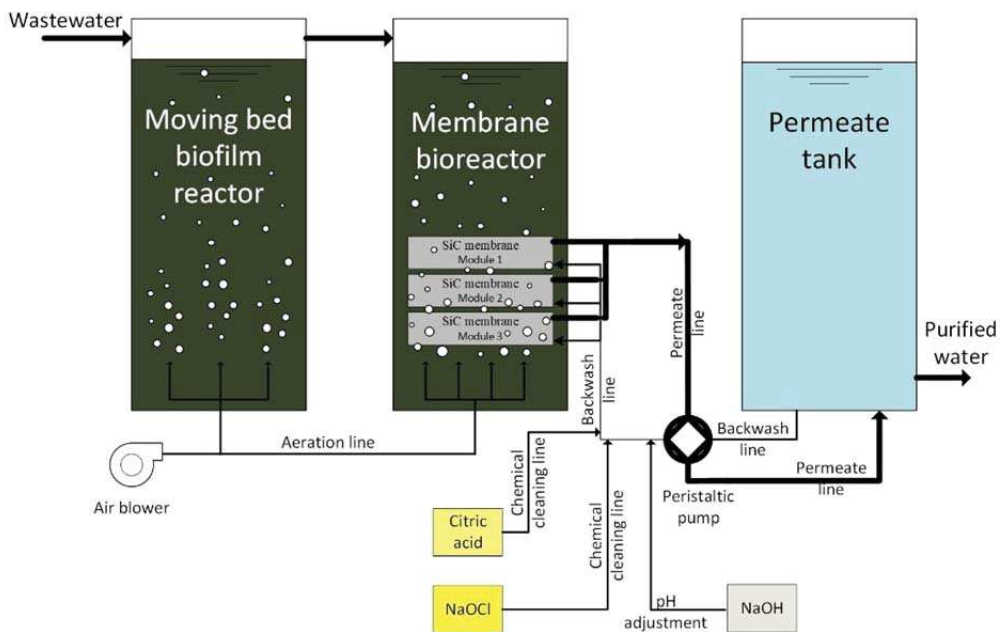 Wastewater
Moving bed
biofilm
reactor
Membrane
bioreactor
Permeate
tank
SiC membrane
Module 1
SiC membrane
Module 2
SiC membrane
Module 3
Permeate
line
Purified
water
Backwash
line
Backwash
line
Aeration line
Air blower
Permeate
line
Peristaltic
pump
Chemical
cleaning line
Citric
acid
Chemical
cleaning line
NaOCl
pH
adjustment
NaOH